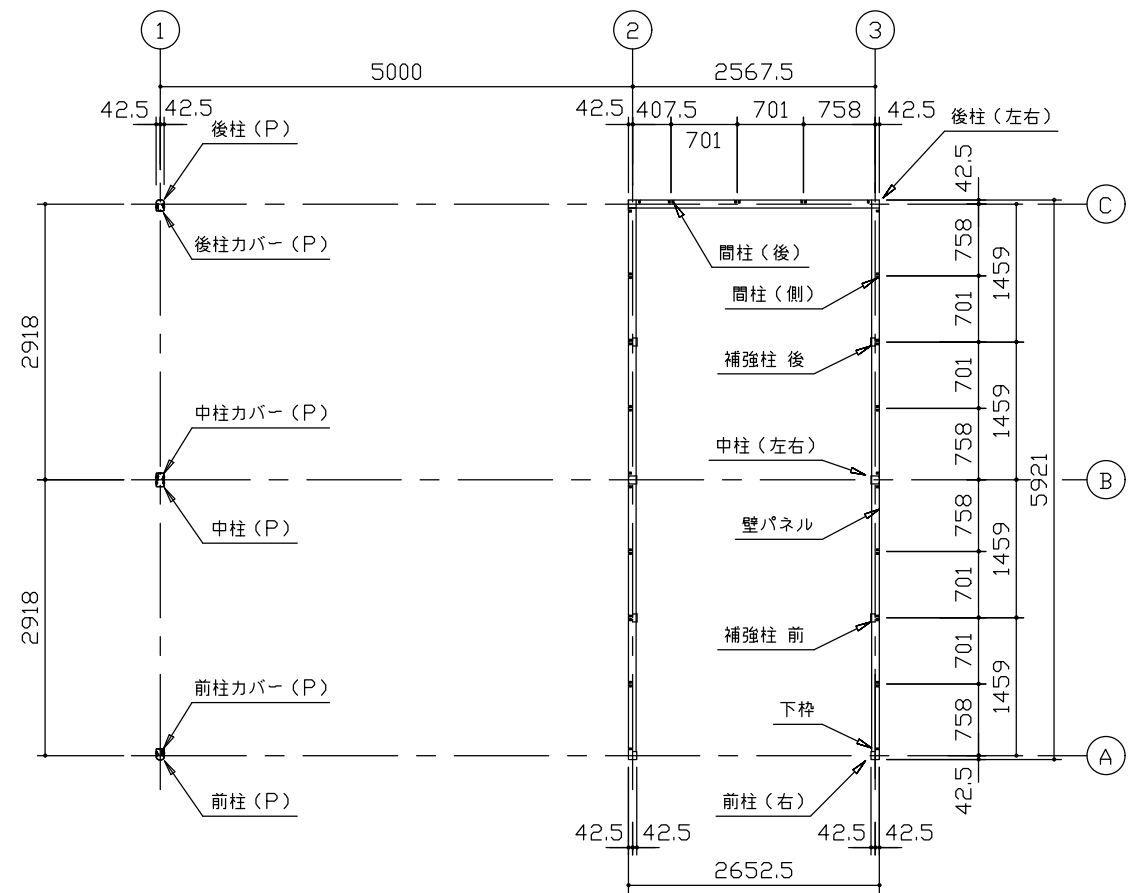 1
2
3
5000
2567.5
42.5
42.5
42.5
407.5
701
701
758
42.5
後柱（P）
後柱（左右）
42.5
C
後柱カバー（P）
間柱（後）
間柱（側）
758
1459
701
2918
補強柱 後
701
1459
758
中柱カバー（P）
中柱（左右）
5921
B
中柱（P）
壁パネル
758
1459
701
2918
補強柱 前
701
1459
758
前柱カバー（P）
下枠
A
前柱（P）
前柱（右）
42.5
42.5
42.5
42.5
42.5
2652.5